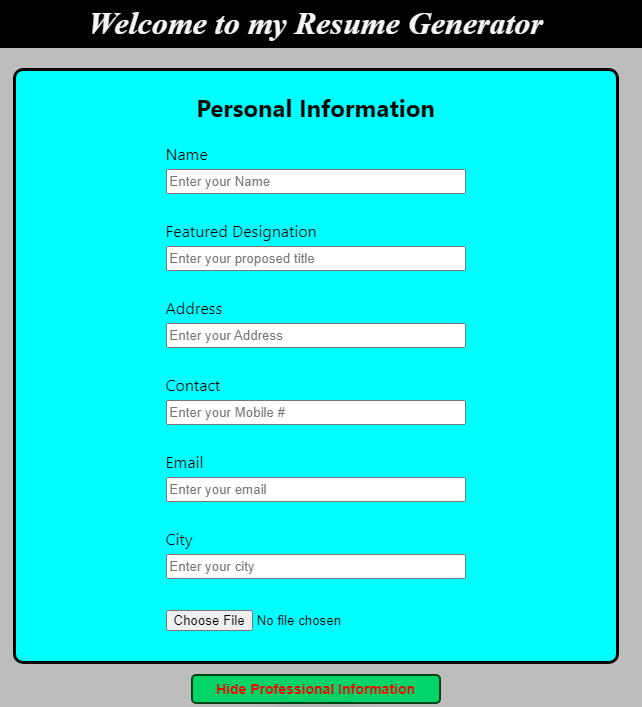 Welcome to my Resume Generator
Personal Information
Name
Enter your Name
Featured Designation
Enter your proposed title
Address
Enter your Address
Contact
Enter your Mobile #
Email
Enter your email
City
Enter your city
Choose File No file chosen
Hide Professional Information